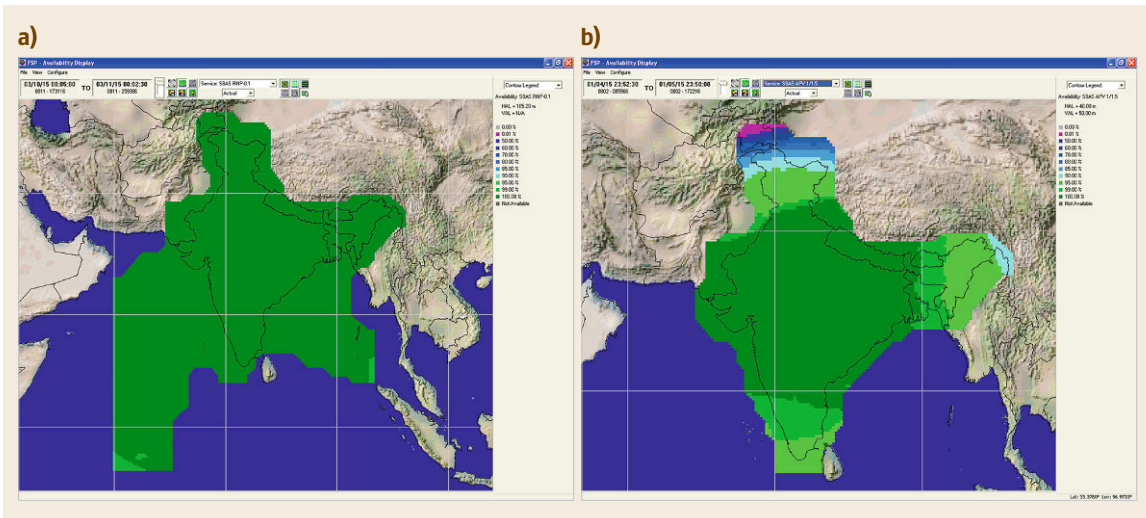 a)
FSP - Availability Display
File View Configure
03/10/15 00:05:00 TO 03/11/15 00:02:30
Service: SBAS RNP-0.1
Actual
Contour Legend
Availability: SBAS RNP-0.1
HAL = 185.20 m
VAL = N/A
0.00 %
0.01 %
50.00 %
60.00 %
70.00 %
80.00 %
85.00 %
90.00 %
95.00 %
99.00 %
100.00 %
Not Available
b)
FSP - Availability Display
File View Configure
01/04/15 23:52:30 TO 01/05/15 23:50:00
Service: SBAS-APV 1/1.5
Actual
Contour Legend
Availability: SBAS-APV 1/1.5
HAL = 40.00 m
VAL = 50.00 m
0.00 %
0.01 %
50.00 %
60.00 %
70.00 %
80.00 %
85.00 %
90.00 %
95.00 %
99.00 %
100.00 %
Not Available